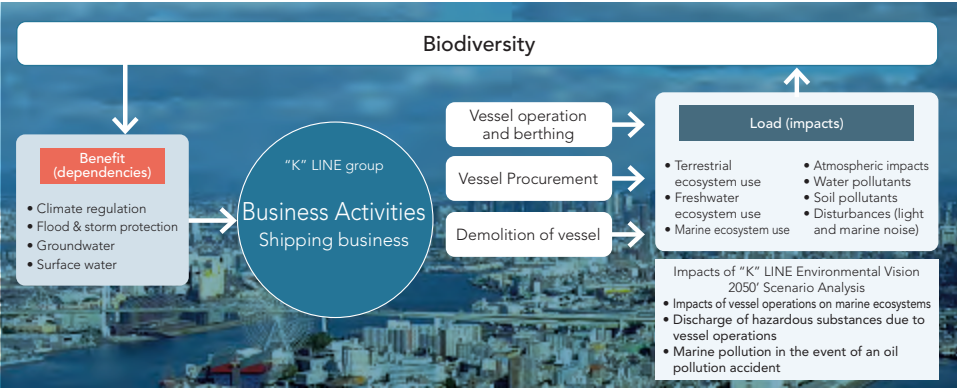 Biodiversity
Benefit
(dependencies)
• Climate regulation
• Flood & storm protection
• Groundwater
• Surface water
“K” LINE group
Business Activities
Shipping business
Vessel operation
and berthing
Vessel Procurement
Demolition of vessel
Load (impacts)
• Terrestrial
ecosystem use
• Freshwater
ecosystem use
• Marine ecosystem use
• Atmospheric impacts
• Water pollutants
• Soil pollutants
• Disturbances (light
and marine noise)
Impacts of “K” LINE Environmental Vision
2050’ Scenario Analysis
• Impacts of vessel operations on marine ecosystems
• Discharge of hazardous substances due to
vessel operations
• Marine pollution in the event of an oil
pollution accident